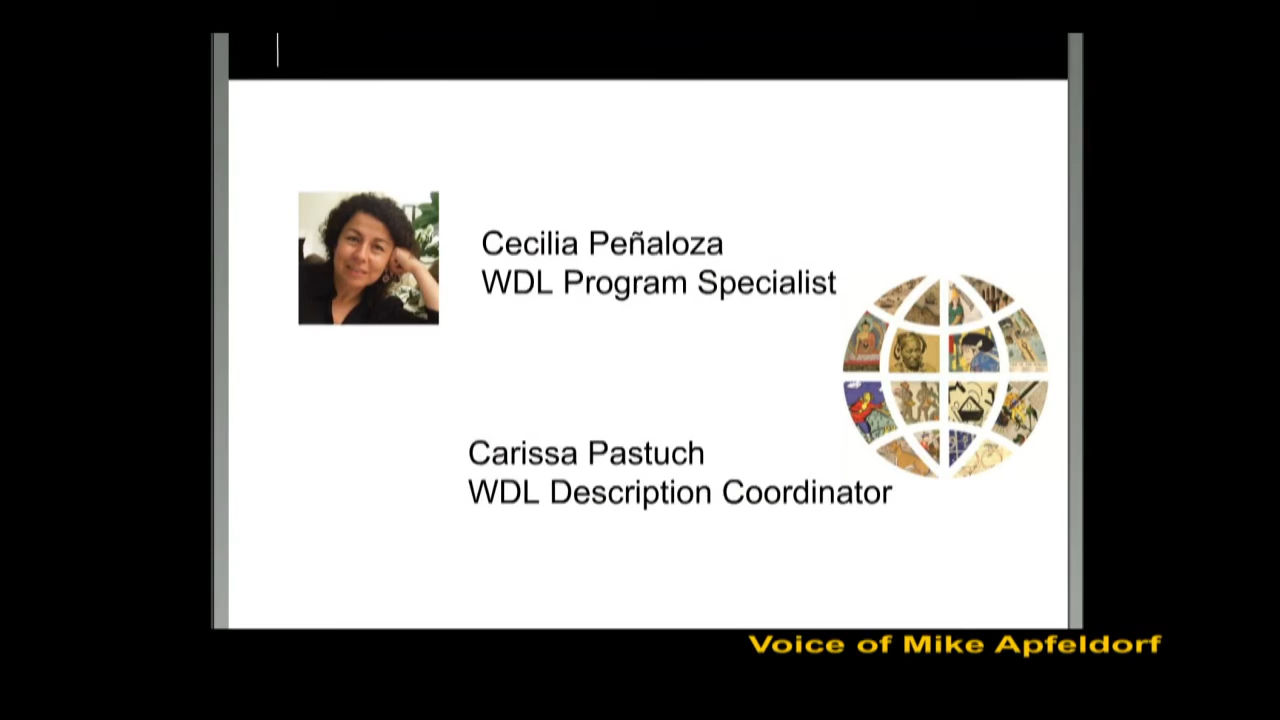 Cecilia Peñaloza
WDL Program Specialist
Carissa Pastuch
WDL Description Coordinator
Voice of Mike Apfeldorf